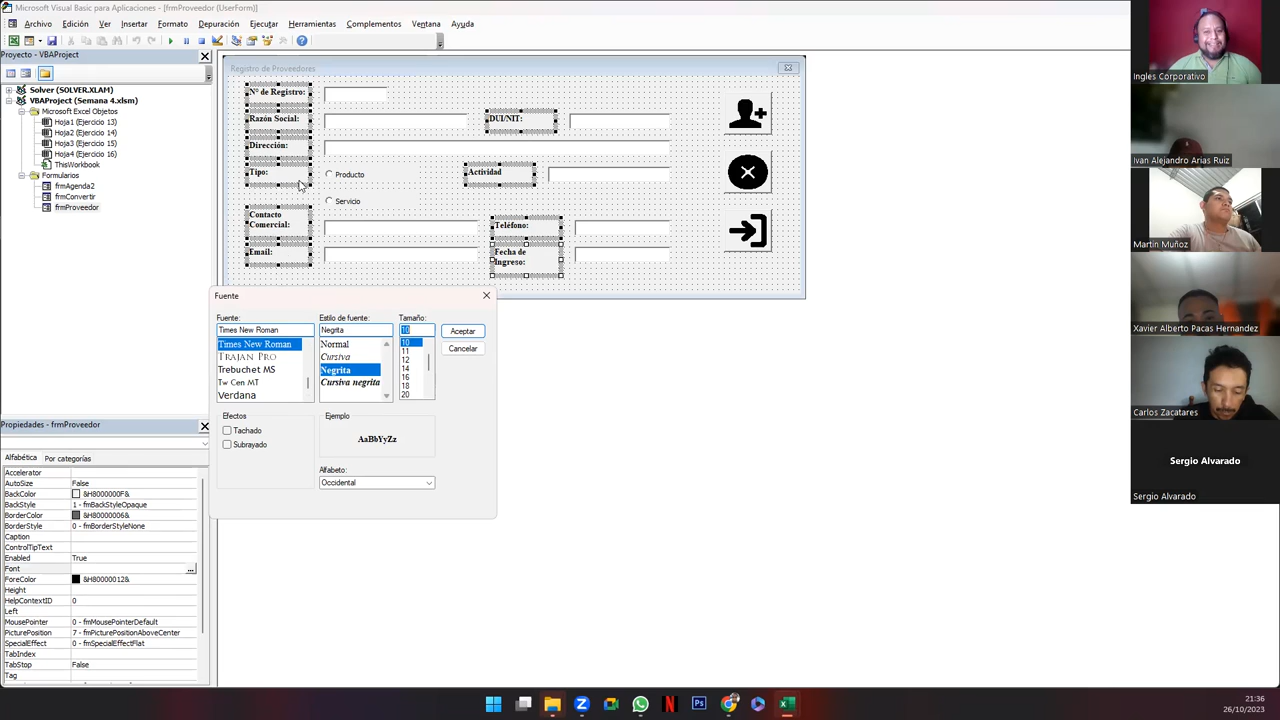 Microsoft Visual Basic para Aplicaciones - [frmProveedor (UserForm)]
Archivo Edición Ver Insertar Formato Depuración Ejecutar Herramientas Complementos Ventana Ayuda
Proyecto - VBAProject
Solver (SOLVER.XLAM)
VBAProject (Semana 4.xlsm)
Microsoft Excel Objetos
Hoja1 (Ejercicio 13)
Hoja2 (Ejercicio 14)
Hoja3 (Ejercicio 15)
Hoja4 (Ejercicio 16)
ThisWorkbook
Formularios
frmAgenda2
frmConvertir
frmProveedor
Registro de Proveedores
N° de Registro:
Razón Social:
DUI/NIT:
Dirección:
Tipo:
Producto
Actividad
Servicio
Contacto
Comercial:
Teléfono:
Email:
Fecha de
Ingreso:
Fuente
Fuente:
Estilo de fuente:
Tamaño:
Times New Roman
Negrita
10
Aceptar
Times New Roman
Normal
10
Trajan Pro
Cursiva
11
Cancelar
Trebuchet MS
Negrita
12
Tw Cen MT
Cursiva negrita
14
Verdana
16
18
20
Efectos
Tachado
Subrayado
Ejemplo
AaBbYyZz
Alfabeto:
Occidental
Propiedades - frmProveedor
Alfabética Por categorías
Accelerator
AutoSize False
BackColor &H8000000F&
BackStyle 1 - fmBackStyleOpaque
BorderColor &H80000006&
BorderStyle 0 - fmBorderStyleNone
Caption
ControlTipText
Enabled True
Font ...
ForeColor &H80000012&
Height
HelpContextID 0
Left
MousePointer 0 - fmMousePointerDefault
PicturePosition 7 - fmPicturePositionAboveCenter
SpecialEffect 0 - fmSpecialEffectFlat
TabIndex
TabStop False
Tag
Ingles Corporativo
Ivan Alejandro Arias Ruiz
Martin Muñoz
Xavier Alberto Pacas Hernandez
Carlos Zacatares
Sergio Alvarado
Sergio Alvarado
21:36
26/10/2023